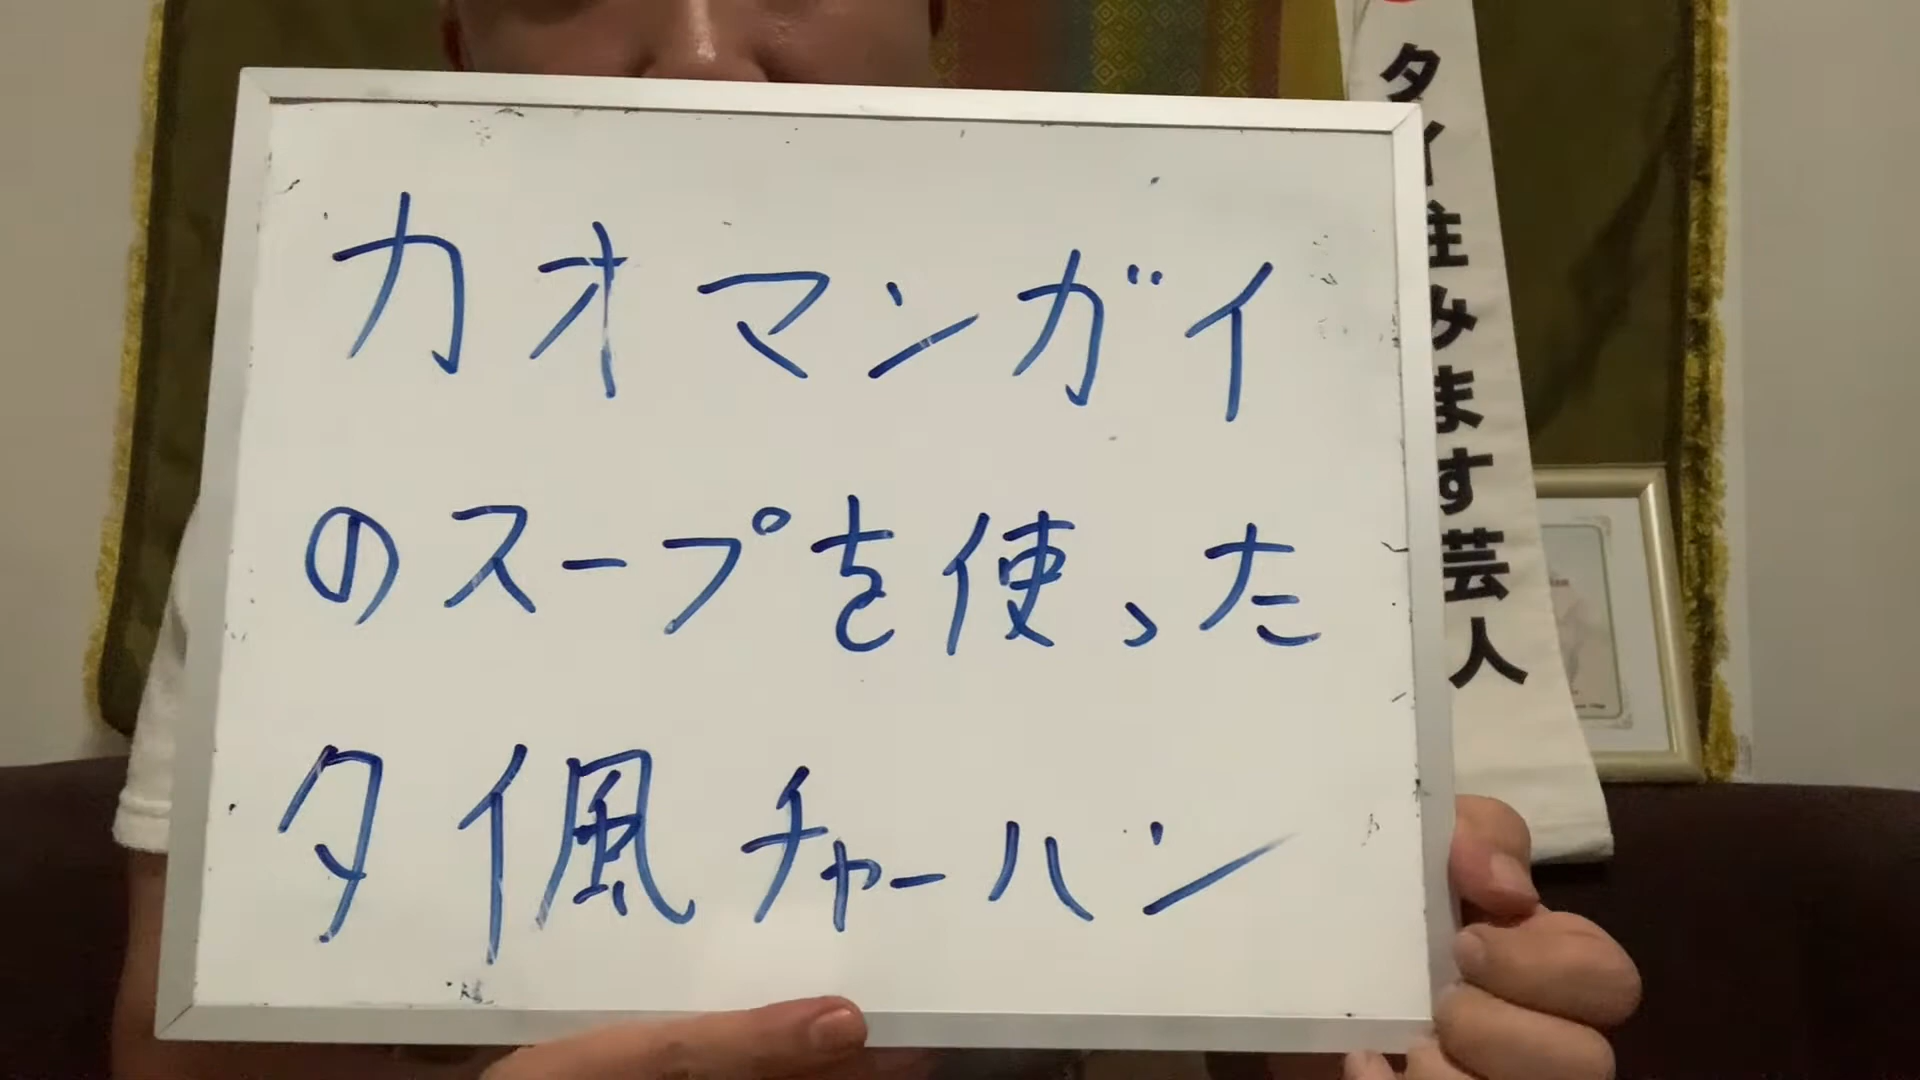 カオマンガイ
のスープを使った
タイ風チャーハン
タイ住みます芸人